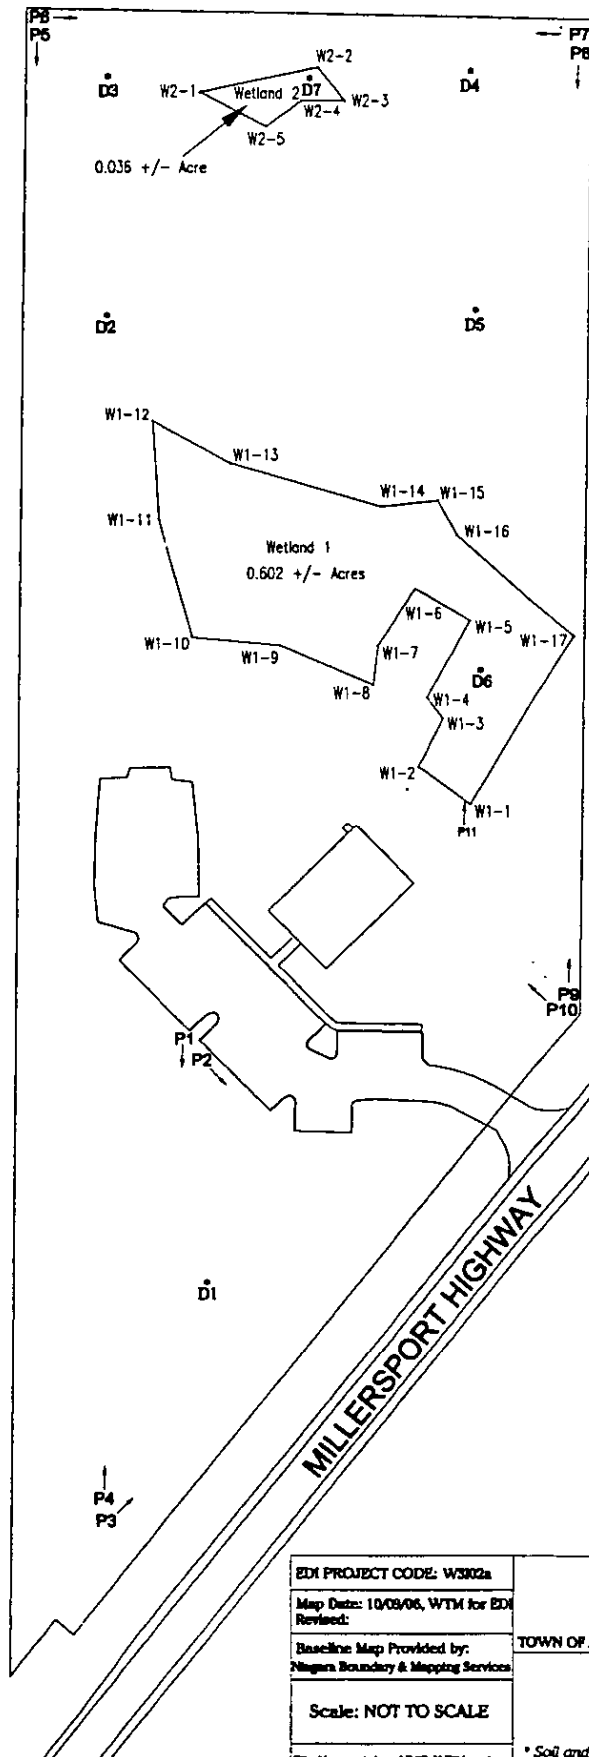 P6
P5
P7
P8
W2-2
D3
D7
D4
W2-1
Wetland 2
W2-3
W2-4
W2-5
0.036 +/- Acre
D2
D5
W1-12
W1-13
W1-14
W1-15
W1-11
W1-16
Wetland 1
0.602 +/- Acres
W1-6
W1-5
W1-17
W1-10
W1-9
W1-7
D6
W1-8
W1-4
W1-3
W1-2
W1-1
P11
P9
P10
P1
P2
MILLERSPORT HIGHWAY
D1
P4
P3
EDI PROJECT CODE:
Map Date: 10/09/06, WTM for EDI
Revised:
Baseline Map Provided by:
Niagara Boundary & Mapping Services
TOWN OF
Scale: NOT TO SCALE
* Soil and